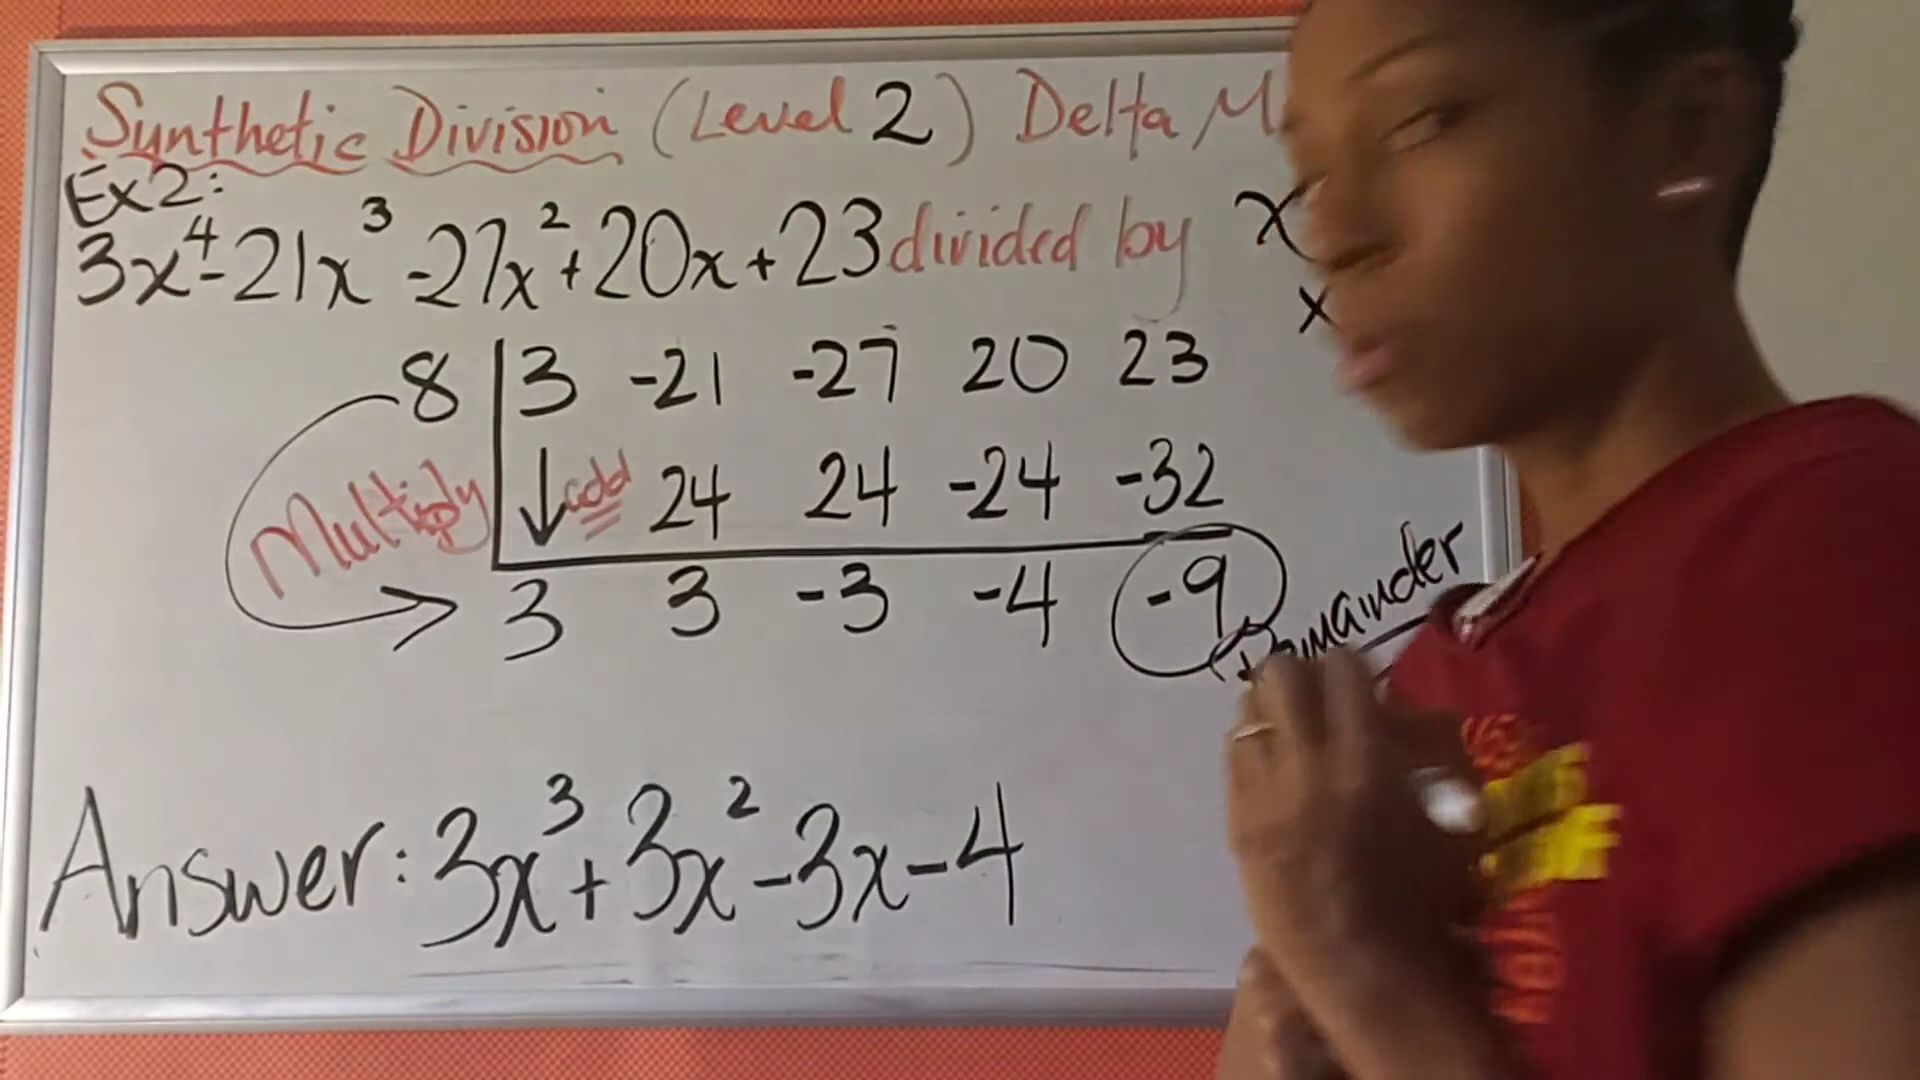 Synthetic Division (Level 2) Delta M
Ex2:
3x⁴-21x³-27x²+20x+23 divided by x
x
8 3 -21 -27 20 23
Multiply ↓ add 24 24 -24 -32
3 3 -3 -4 -9
Remainder
Answer: 3x³+3x²-3x-4